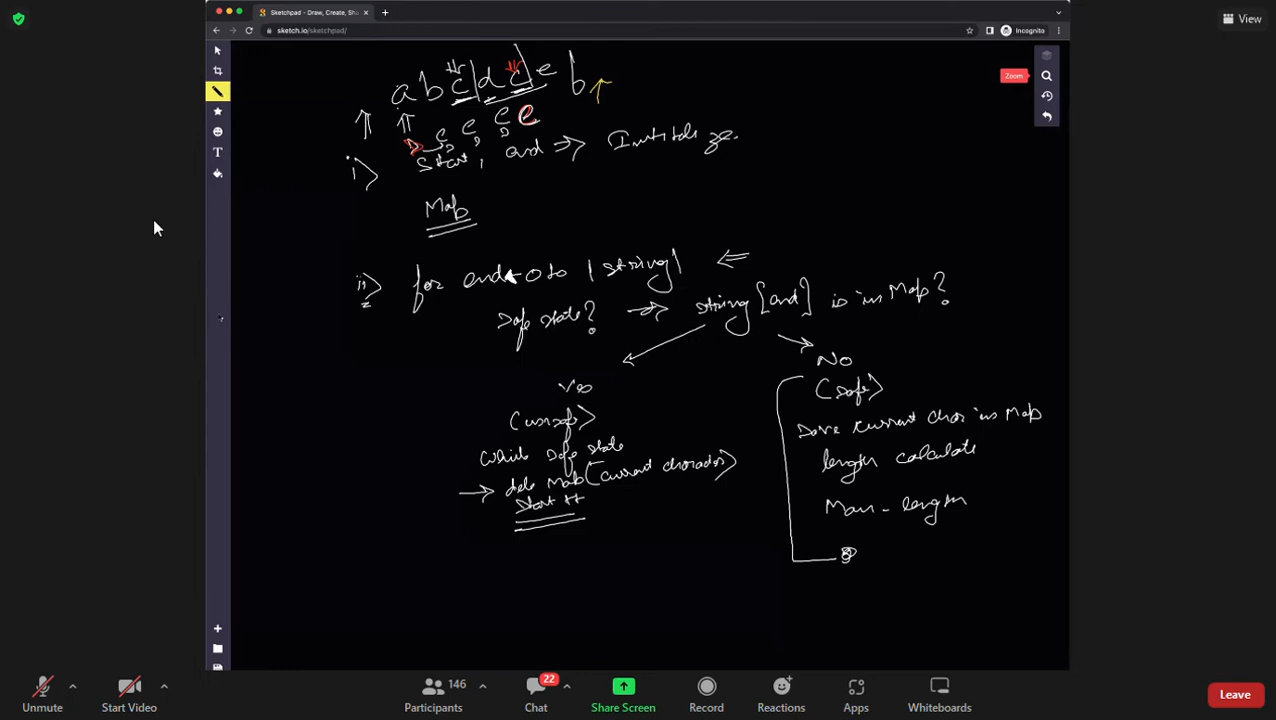 View
Sketchpad - Draw, Create, Sha
sketch.io/sketchpad/
Incognito
Zoom
a b c | d c | e b
e e e e
s s s s
i> start, end => Initialize.
Map
ii> for end <- 0 to |string|
safe state? => string [end] is in Map?
Yes
No
(unsafe)
(safe)
while safe state
save current char in Map
dele Map (current character)
length calculate
start ++
Max - length
T
Unmute
Start Video
146
Participants
22
Chat
Share Screen
Record
Reactions
Apps
Whiteboards
Leave